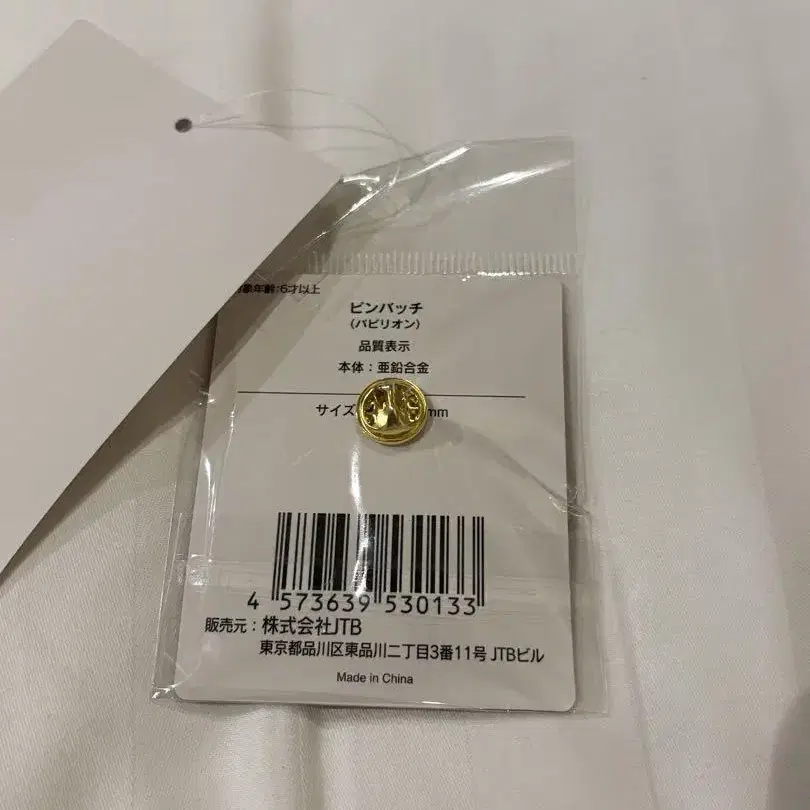 象年齢:6才以上
ピンバッチ
(パビリオン)
品質表示
本体：亜鉛合金
サイズ mm
4 573639 530133
販売元：株式会社JTB
東京都品川区東品川二丁目3番11号 JTBビル
Made in China